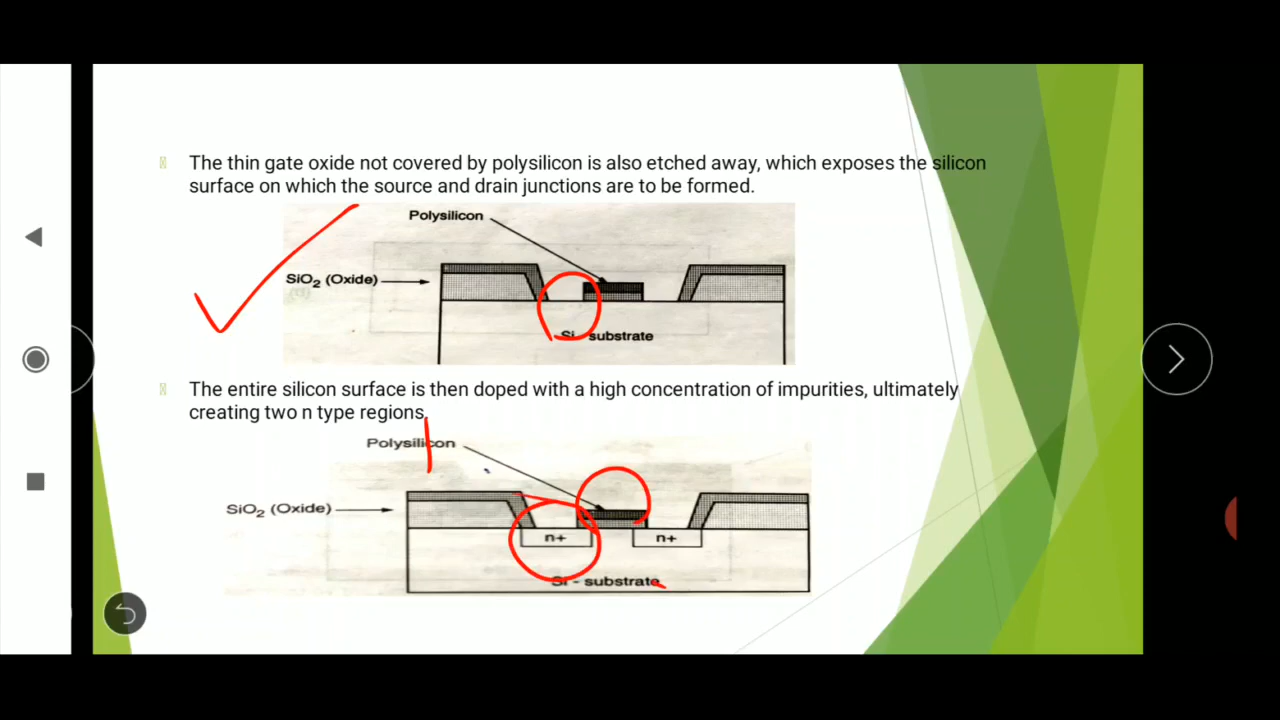 The thin gate oxide not covered by polysilicon is also etched away, which exposes the silicon
surface on which the source and drain junctions are to be formed.
Polysilicon
SiO₂ (Oxide)
Si - substrate
The entire silicon surface is then doped with a high concentration of impurities, ultimately
creating two n type regions.
Polysilicon
SiO₂ (Oxide)
n+ n+
Si - substrate